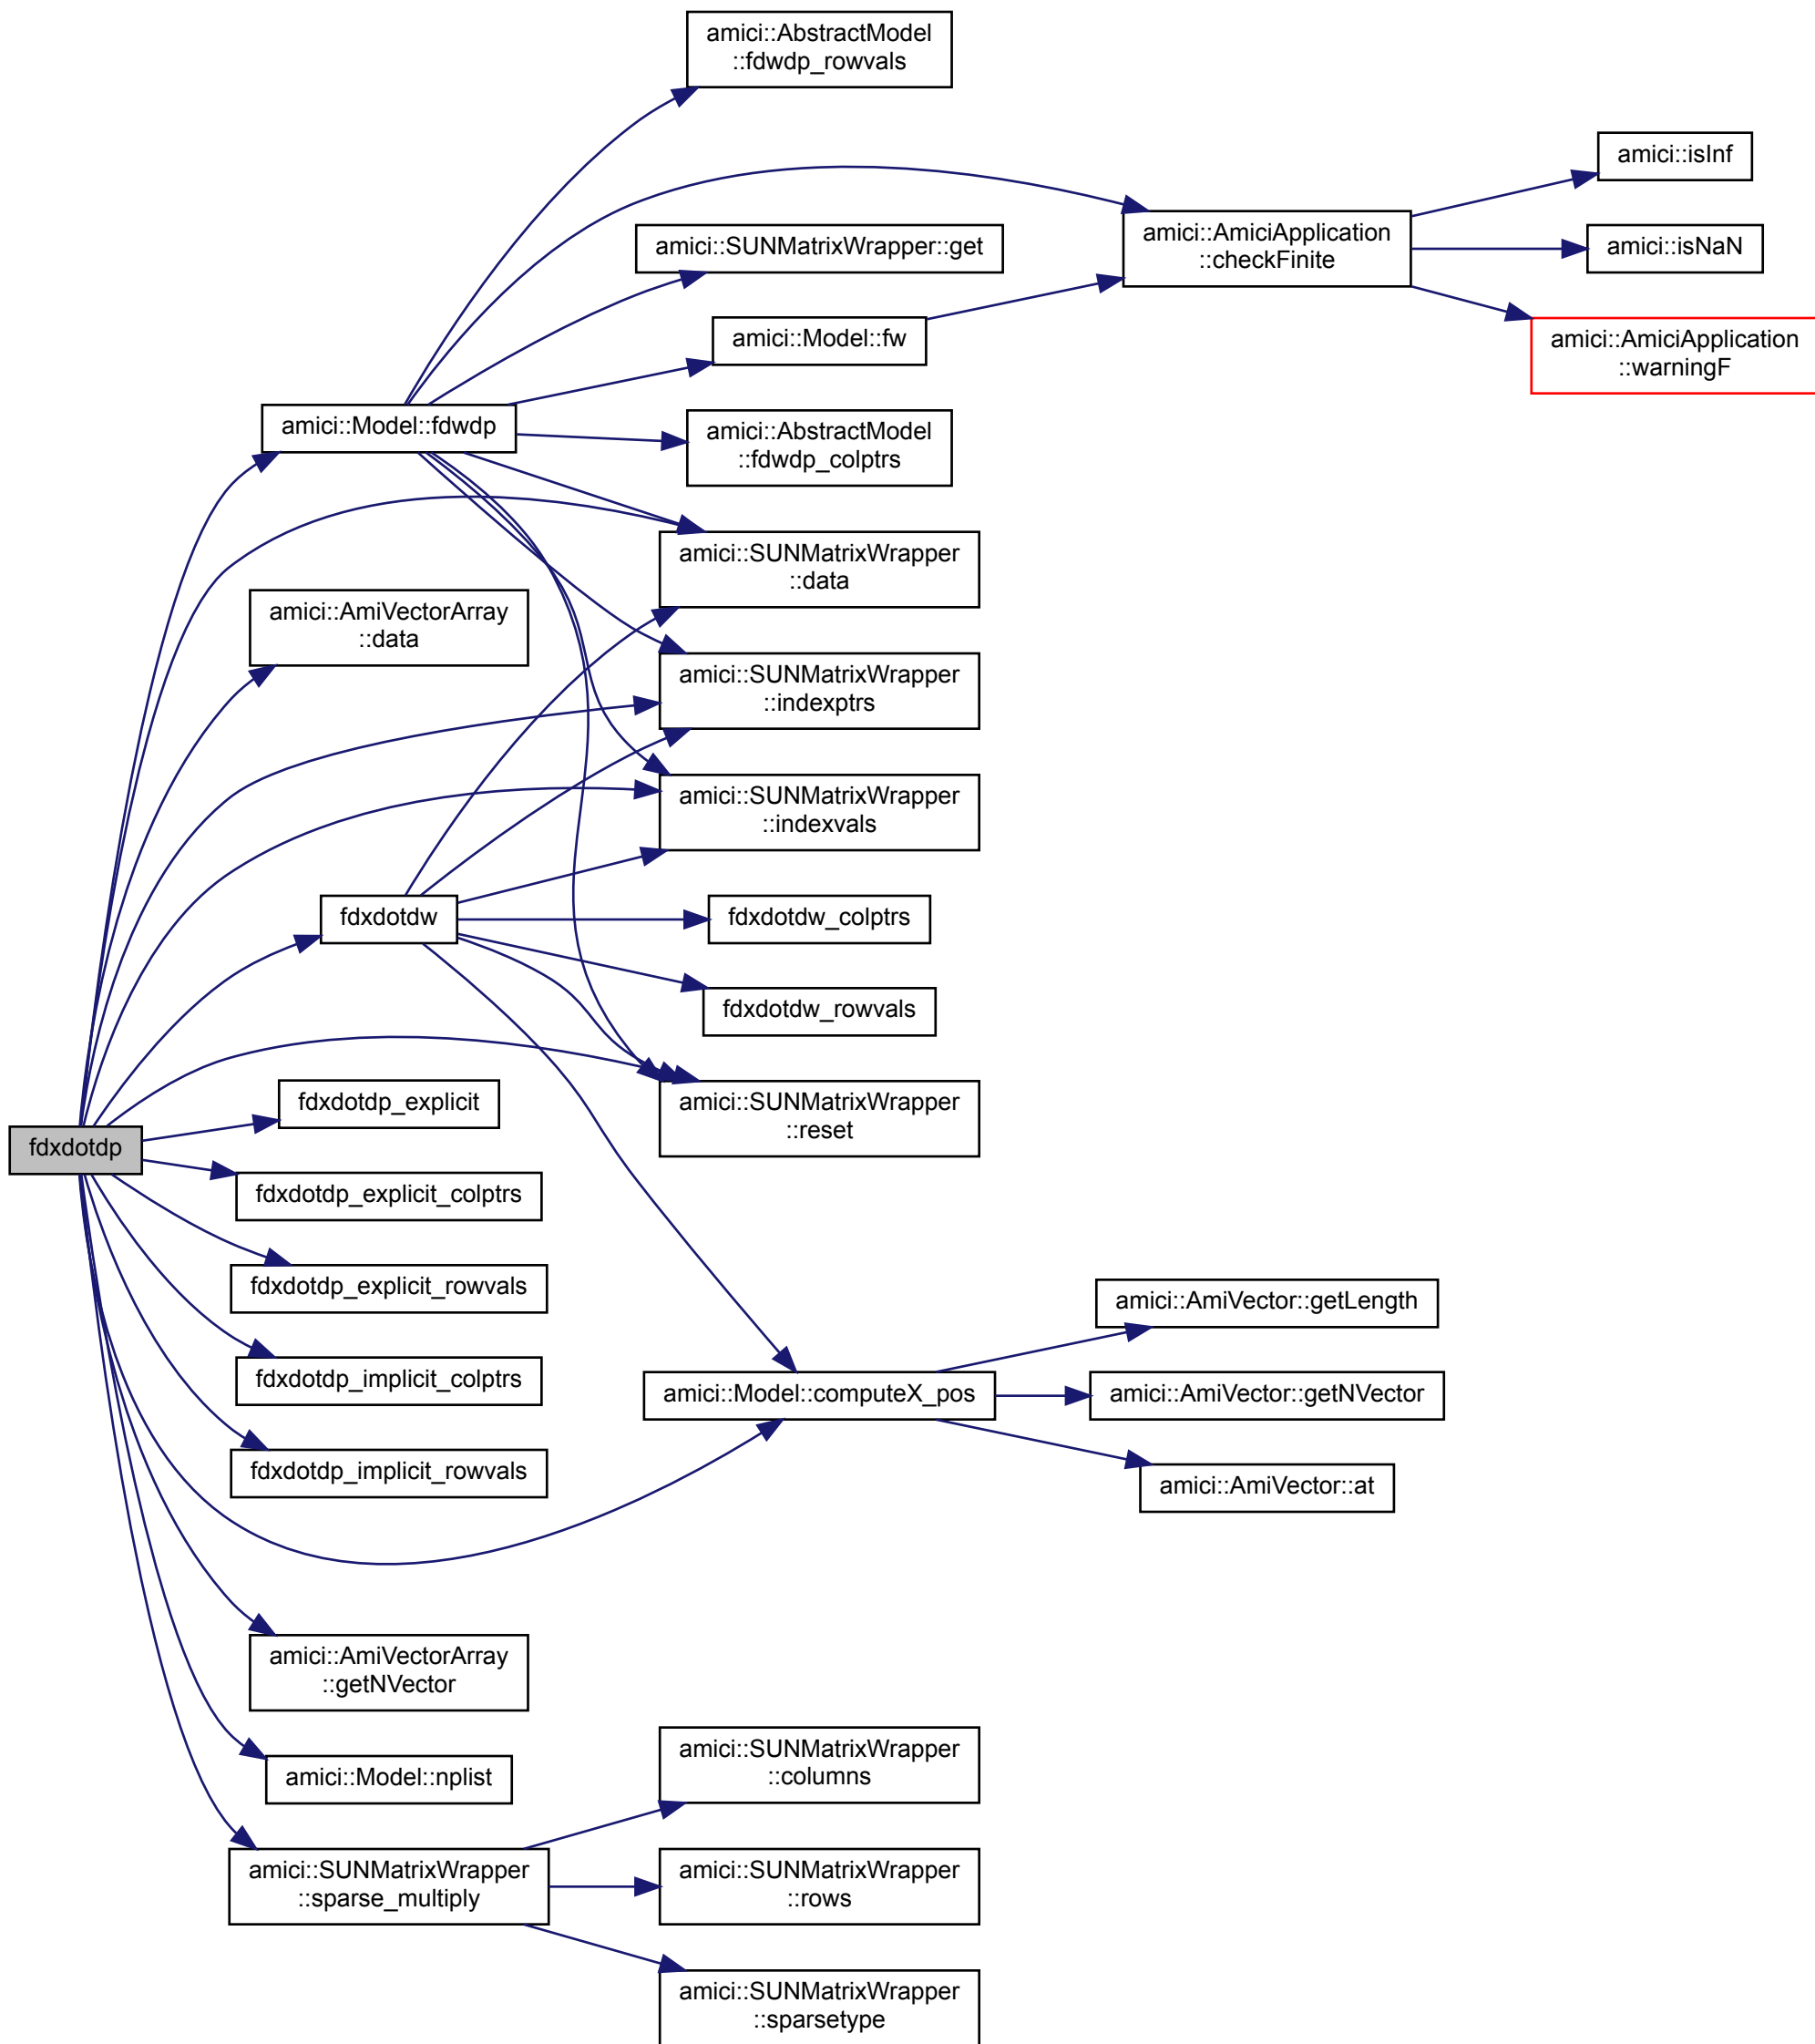 amici::AbstractModel
::fdwdp_rowvals
amici::isInf
amici::AmiciApplication
::checkFinite
amici::SUNMatrixWrapper::get
amici::isNaN
amici::Model::fw
amici::AmiciApplication
::warningF
amici::Model::fdwdp
amici::AbstractModel
::fdwdp_colptrs
amici::SUNMatrixWrapper
::data
amici::AmiVectorArray
::data
amici::SUNMatrixWrapper
::indexptrs
amici::SUNMatrixWrapper
::indexvals
fdxdotdw
fdxdotdw_colptrs
fdxdotdw_rowvals
amici::SUNMatrixWrapper
::reset
fdxdotdp_explicit
fdxdotdp
fdxdotdp_explicit_colptrs
fdxdotdp_explicit_rowvals
amici::AmiVector::getLength
fdxdotdp_implicit_colptrs
amici::Model::computeX_pos
amici::AmiVector::getNVector
fdxdotdp_implicit_rowvals
amici::AmiVector::at
amici::AmiVectorArray
::getNVector
amici::SUNMatrixWrapper
::columns
amici::Model::nplist
amici::SUNMatrixWrapper
::sparse_multiply
amici::SUNMatrixWrapper
::rows
amici::SUNMatrixWrapper
::sparsetype